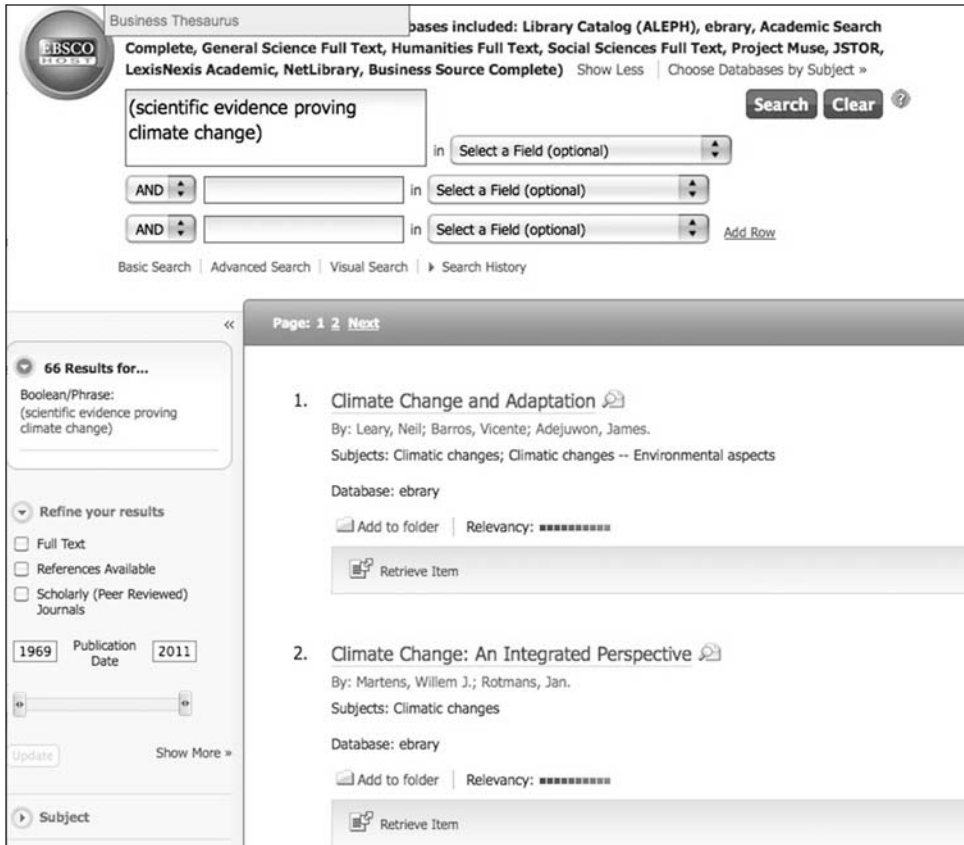 Business Thesaurus
bases included: Library Catalog (ALEPH), ebrary, Academic Search
EBSCO
HOST
Complete, General Science Full Text, Humanities Full Text, Social Sciences Full Text, Project Muse, JSTOR,
LexisNexis Academic, NetLibrary, Business Source Complete) Show Less | Choose Databases by Subject »
(scientific evidence proving
climate change)
Search Clear ?
in Select a Field (optional)
AND in Select a Field (optional)
AND in Select a Field (optional) Add Row
Basic Search | Advanced Search | Visual Search | Search History
«
Page: 1 2 Next
66 Results for...
Boolean/Phrase:
(scientific evidence proving
climate change)
Refine your results
Full Text
References Available
Scholarly (Peer Reviewed)
Journals
1969 Publication Date 2011
Update Show More »
Subject
1. Climate Change and Adaptation
By: Leary, Neil; Barros, Vicente; Adejuwon, James.
Subjects: Climatic changes; Climatic changes -- Environmental aspects
Database: ebrary
Add to folder | Relevancy:
Retrieve Item
2. Climate Change: An Integrated Perspective
By: Martens, Willem J.; Rotmans, Jan.
Subjects: Climatic changes
Database: ebrary
Add to folder | Relevancy:
Retrieve Item